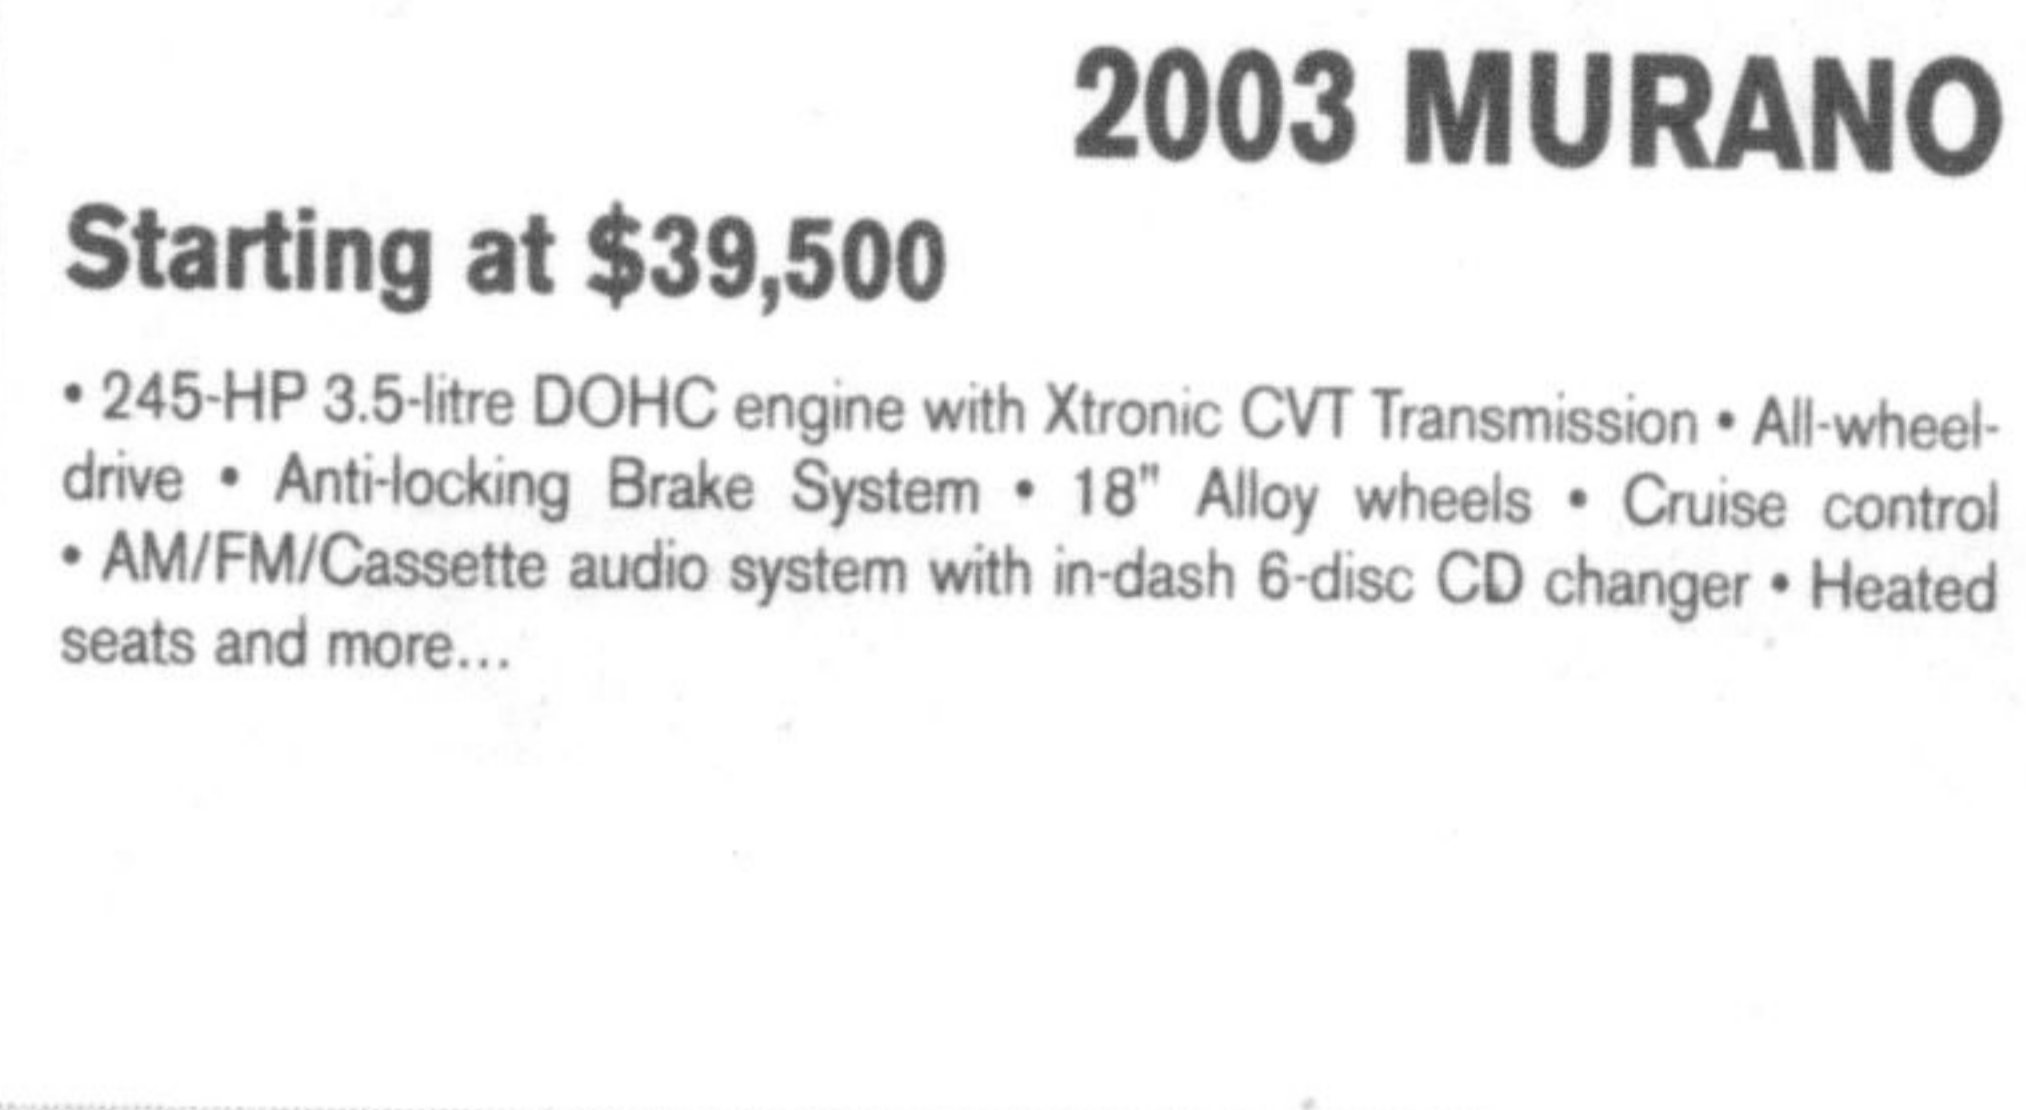 2003 MURANO
Starting at $39,500
• 245-HP 3.5-litre DOHC engine with Xtronic CVT Transmission • All-wheel-
drive • Anti-locking Brake System • 18" Alloy wheels • Cruise control
• AM/FM/Cassette audio system with in-dash 6-disc CD changer • Heated
seats and more...